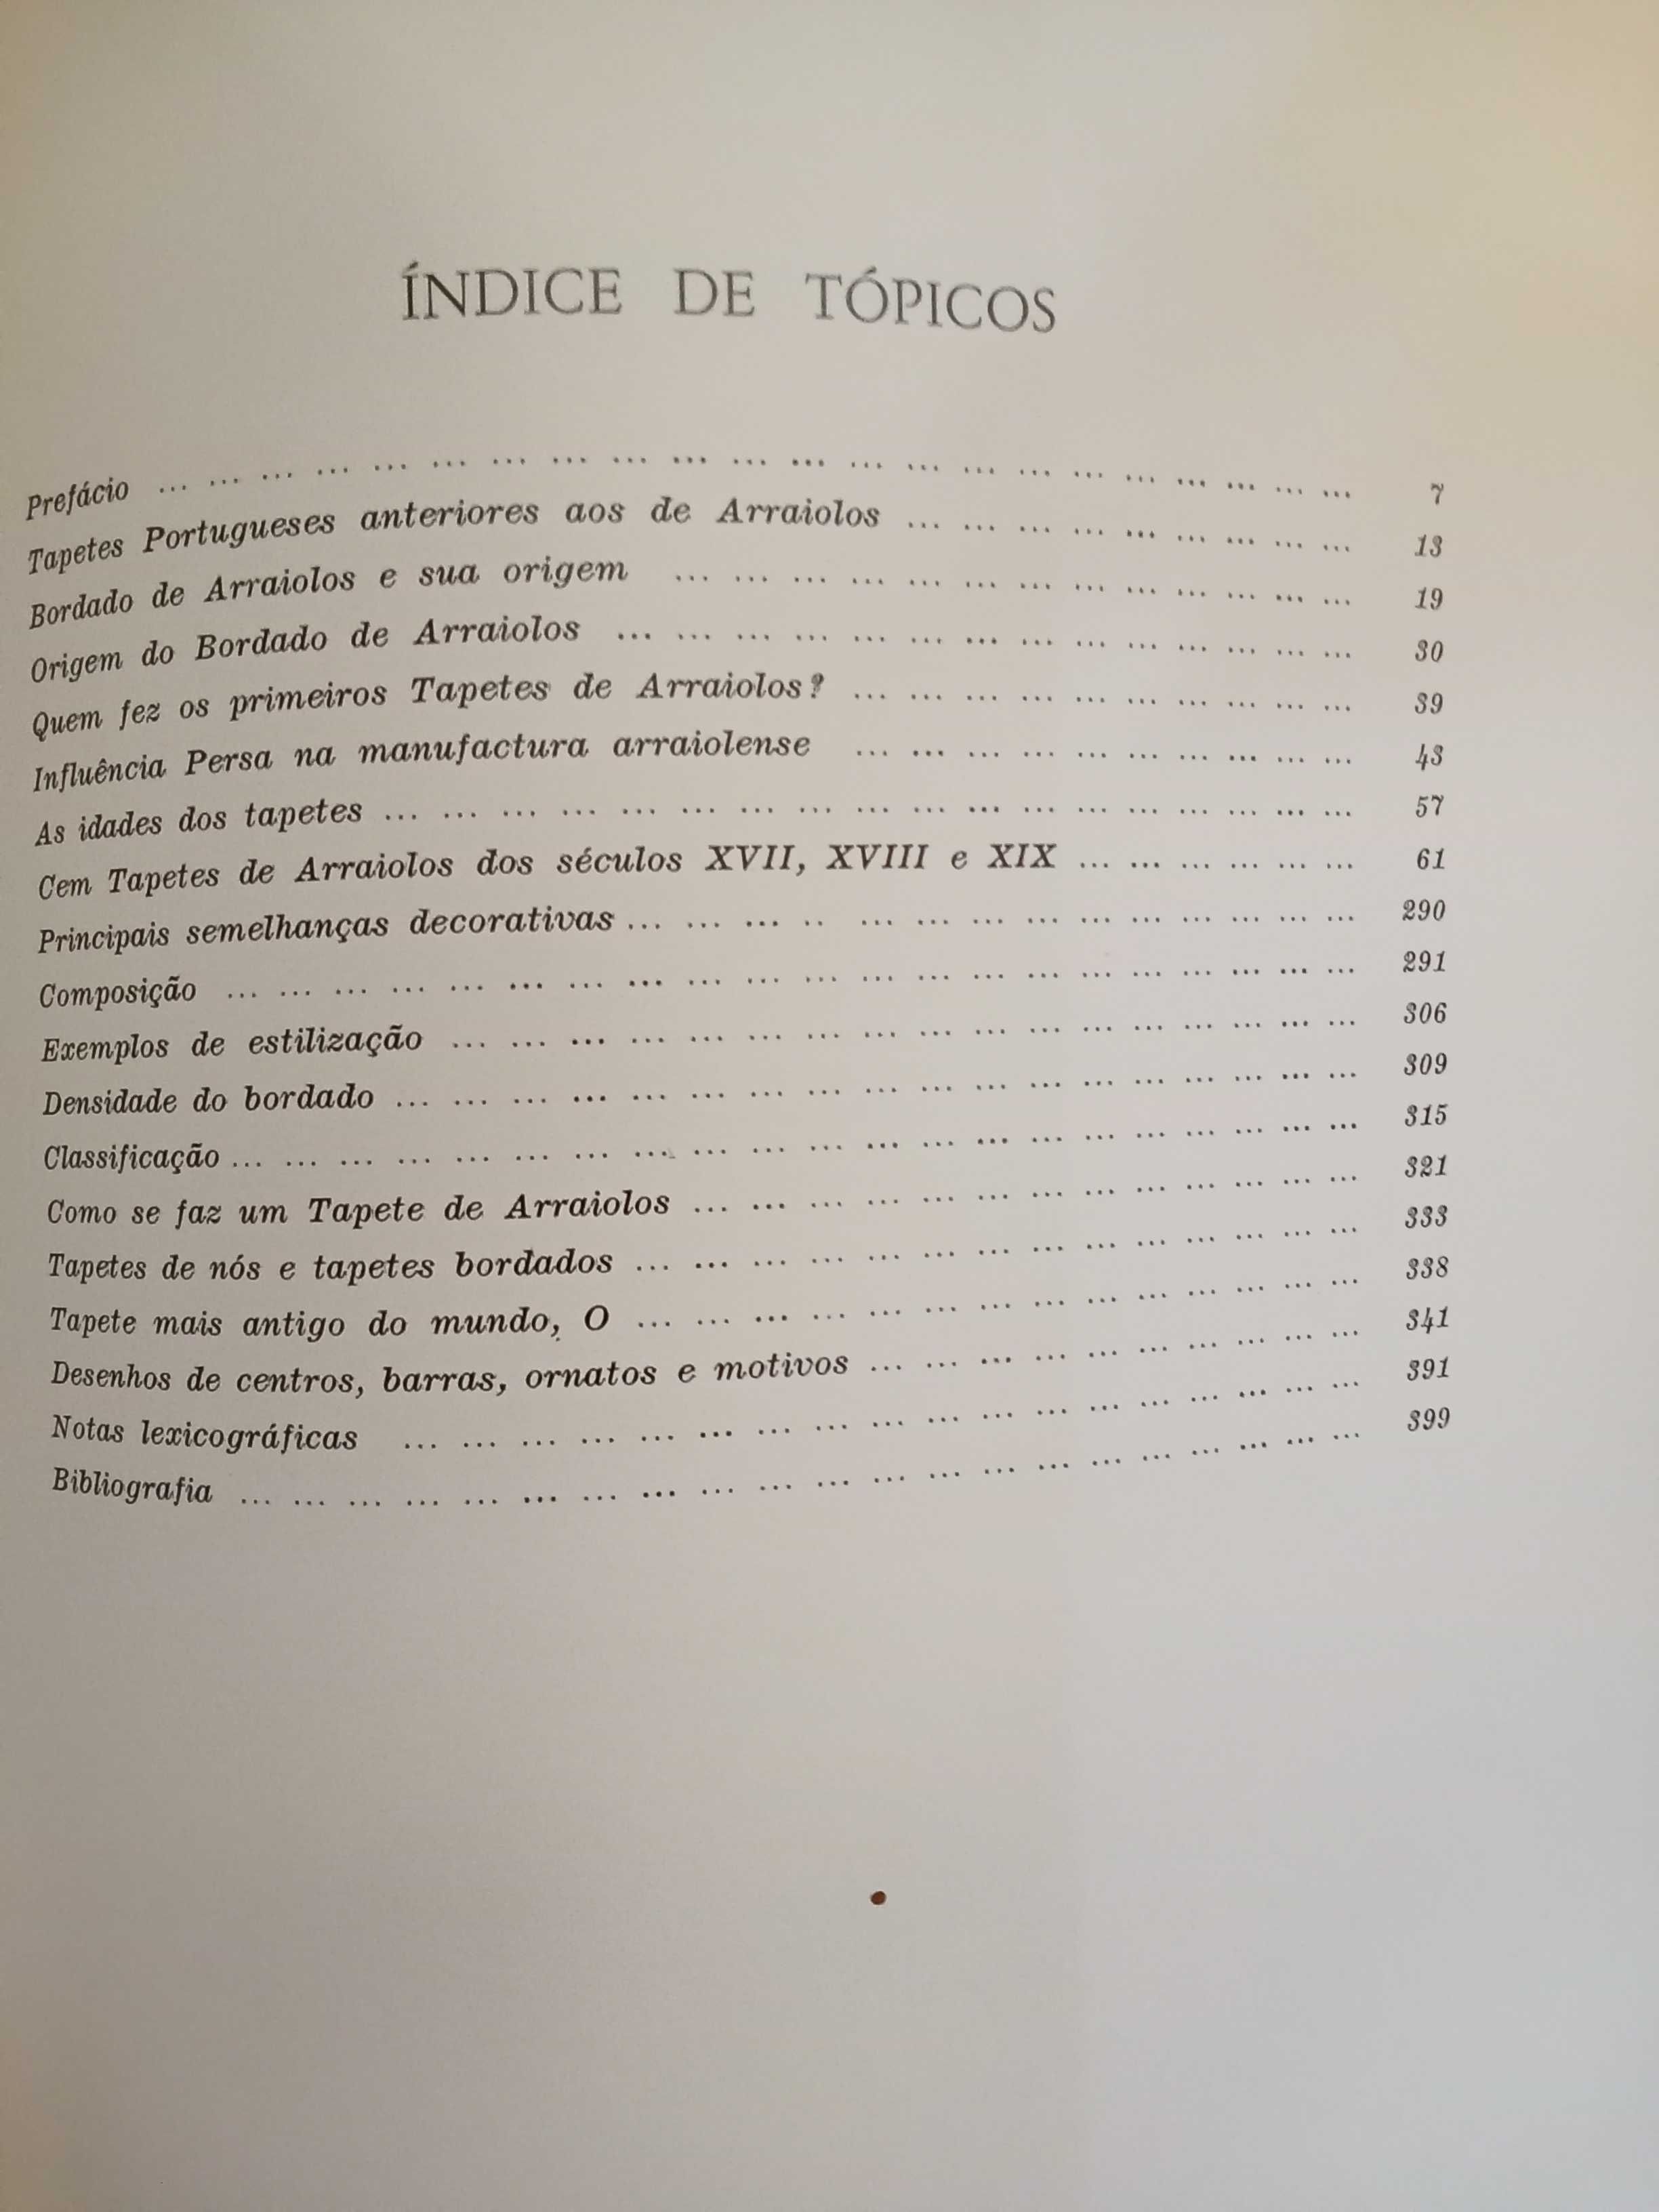 ÍNDICE DE TÓPICOS
Prefácio ... ... ... ... ... ... ... ... ... ... ... ... ... ... ... ... ... ... ... ... ... ... 7
Tapetes Portugueses anteriores aos de Arraiolos ... ... ... ... ... ... ... ... ... 13
Bordado de Arraiolos e sua origem ... ... ... ... ... ... ... ... ... ... ... ... ... 19
Origem do Bordado de Arraiolos ... ... ... ... ... ... ... ... ... ... ... ... ... ... 30
Quem fez os primeiros Tapetes de Arraiolos? ... ... ... ... ... ... ... ... ... ... 39
Influência Persa na manufactura arraiolense ... ... ... ... ... ... ... ... ... ... 43
As idades dos tapetes ... ... ... ... ... ... ... ... ... ... ... ... ... ... ... ... ... ... 57
Cem Tapetes de Arraiolos dos séculos XVII, XVIII e XIX ... ... ... ... ... ... 61
Principais semelhanças decorativas ... ... ... .. ... ... ... ... ... ... ... ... ... ... 290
Composição ... ... ... ... ... ... ... ... ... ... ... ... ... ... ... ... ... ... ... ... ... 291
Exemplos de estilização ... ... ... ... ... ... ... ... ... ... ... ... ... ... ... ... ... 306
Densidade do bordado ... ... ... ... ... ... ... ... ... ... ... ... ... ... ... ... ... ... 309
Classificação ... ... ... ... ... ... ... ... ... ... ... ... ... ... ... ... ... ... ... ... ... 315
Como se faz um Tapete de Arraiolos ... ... ... ... ... ... ... ... ... ... ... ... ... 321
Tapetes de nós e tapetes bordados ... ... ... ... ... ... ... ... ... ... ... ... ... ... 333
Tapete mais antigo do mundo, O ... ... ... ... ... ... ... ... ... ... ... ... ... ... 338
Desenhos de centros, barras, ornatos e motivos ... ... ... ... ... ... ... ... ... ... 341
Notas lexicográficas ... ... ... ... ... ... ... ... ... ... ... ... ... ... ... ... ... ... 391
Bibliografia ... ... ... ... ... ... ... ... ... ... ... ... ... ... ... ... ... ... ... ... ... 399